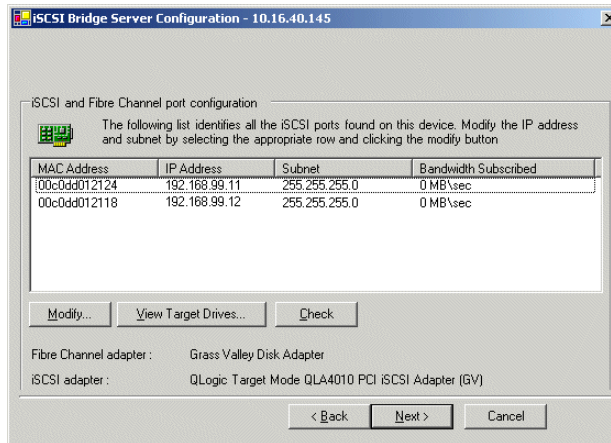 iSCSI Bridge Server Configuration - 10.16.40.145
iSCSI and Fibre Channel port configuration
The following list identifies all the iSCSI ports found on this device. Modify the IP address
and subnet by selecting the appropriate row and clicking the modify button
MAC Address IP Address Subnet Bandwidth Subscribed
00c0dd012124 192.168.99.11 255.255.255.0 0 MB\sec
00c0dd012118 192.168.99.12 255.255.255.0 0 MB\sec
Modify... View Target Drives... Check
Fibre Channel adapter : Grass Valley Disk Adapter
iSCSI adapter : QLogic Target Mode QLA4010 PCI iSCSI Adapter (GV)
< Back Next > Cancel